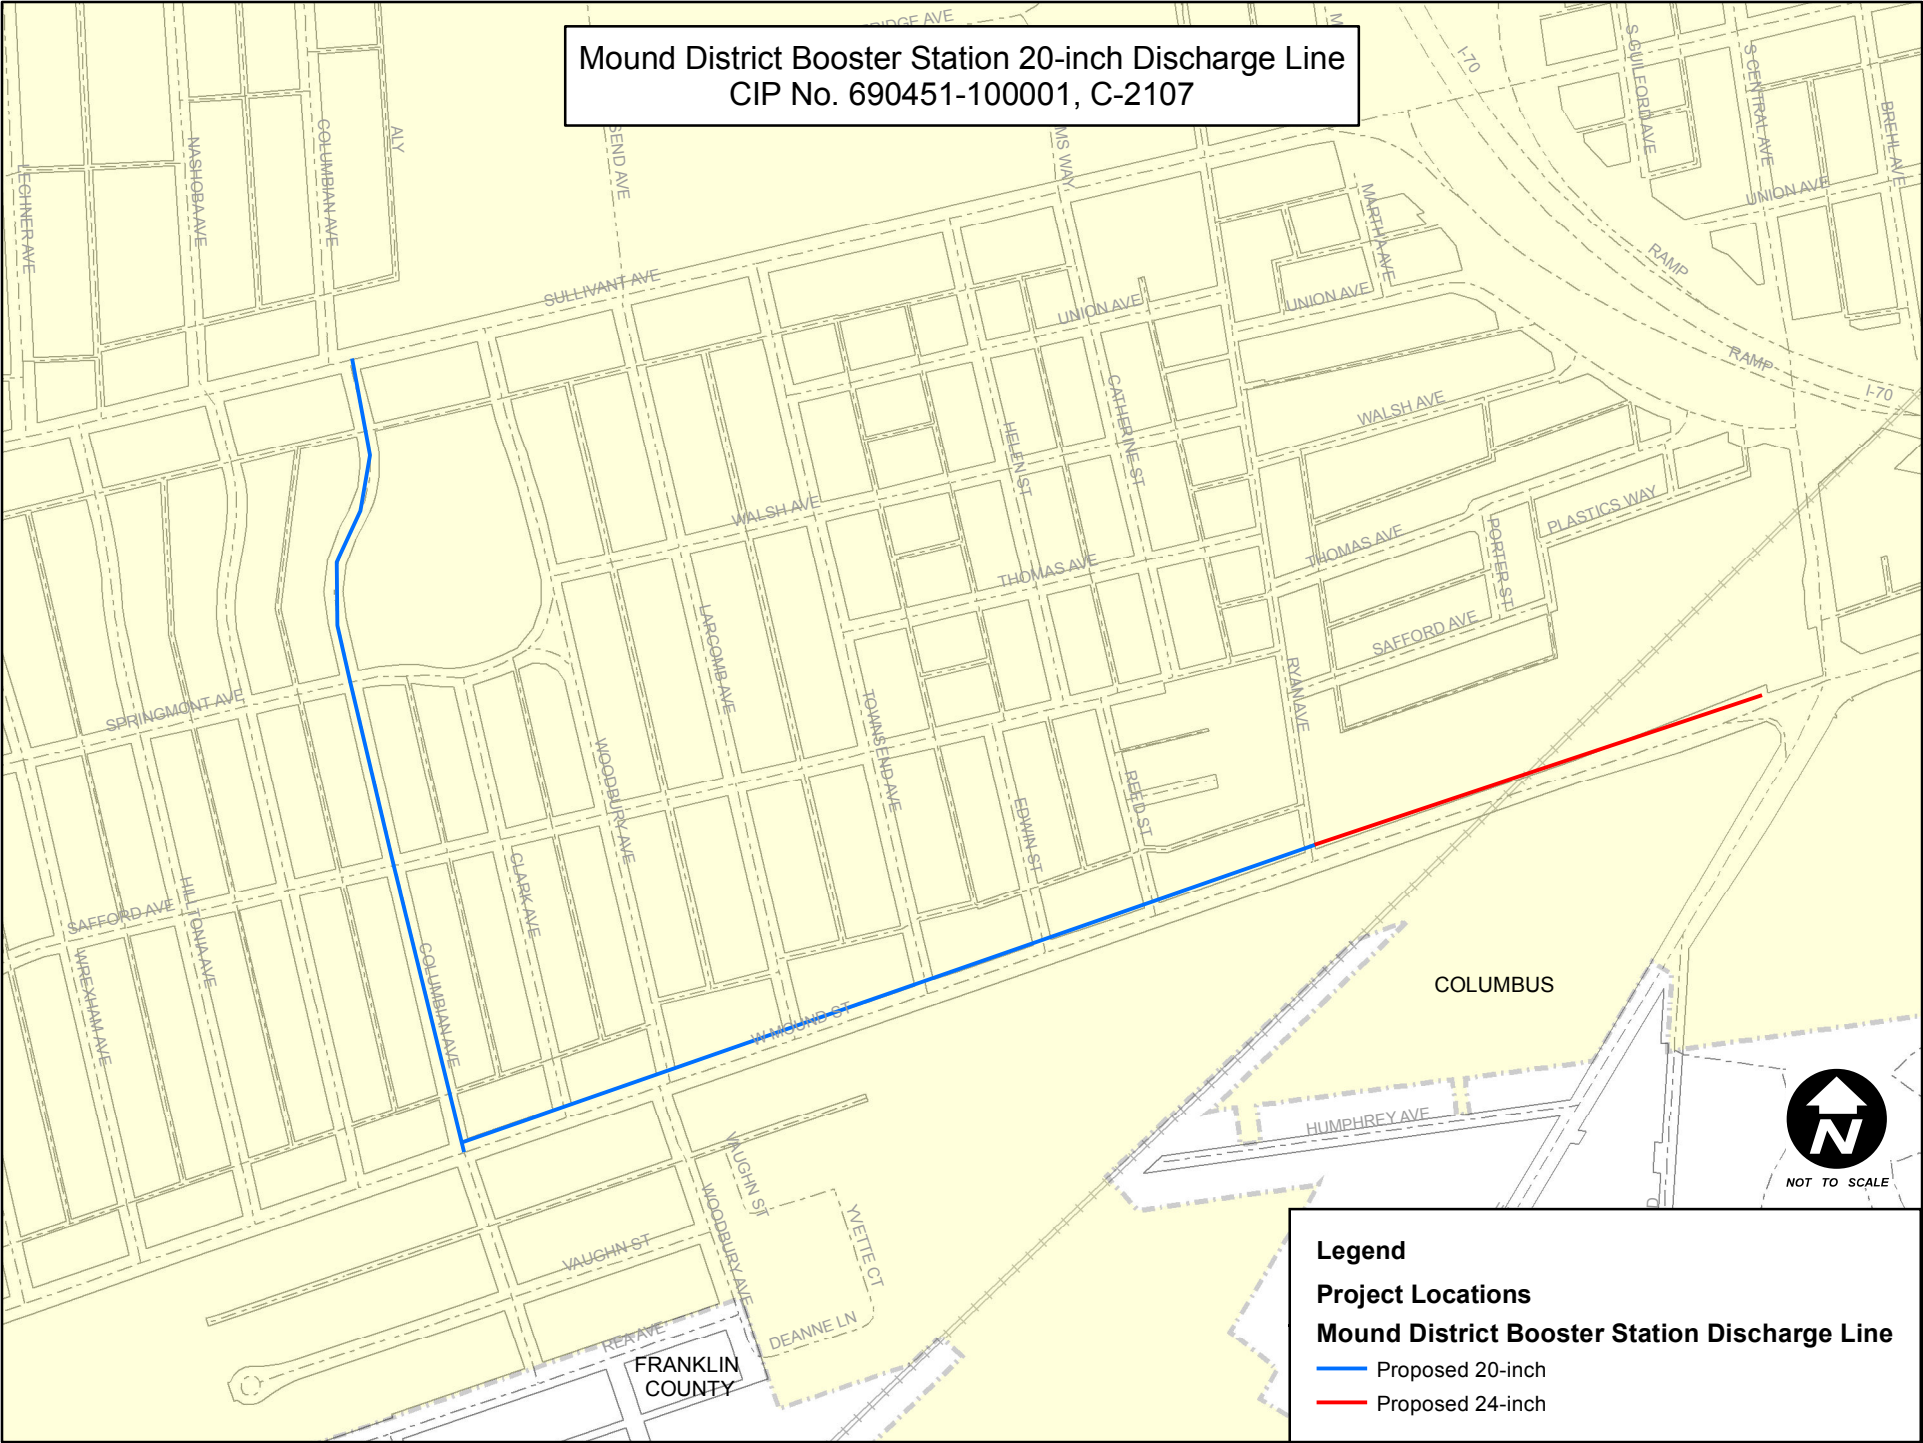 Mound District Booster Station 20-inch Discharge Line
CIP No. 690451-100001, C-2107
I-70
S GUILFORD AVE
S CENTRAL AVE
BREHL AVE
UNION AVE
ALY
COLUMBIAN AVE
NASHOBA AVE
LECHNER AVE
MARTHA AVE
RAMP
SULLIVANT AVE
UNION AVE
UNION AVE
RAMP
I-70
CATHERINE ST
WALSH AVE
HELEN ST
WALSH AVE
PLASTICS WAY
PORTER ST
THOMAS AVE
THOMAS AVE
SAFFORD AVE
LARCOMB AVE
RYAN AVE
SPRINGMONT AVE
TOWNSEND AVE
WOODBURY AVE
REED ST
EDWIN ST
CLARK AVE
HILLTONIA AVE
SAFFORD AVE
WREXHAM AVE
COLUMBIAN AVE
W MOUND ST
COLUMBUS
HUMPHREY AVE
VAUGHN ST
WOODBURY AVE
YVETTE CT
VAUGHN ST
DEANNE LN
REA AVE
FRANKLIN
COUNTY
N
NOT TO SCALE
Legend
Project Locations
Mound District Booster Station Discharge Line
Proposed 20-inch
Proposed 24-inch